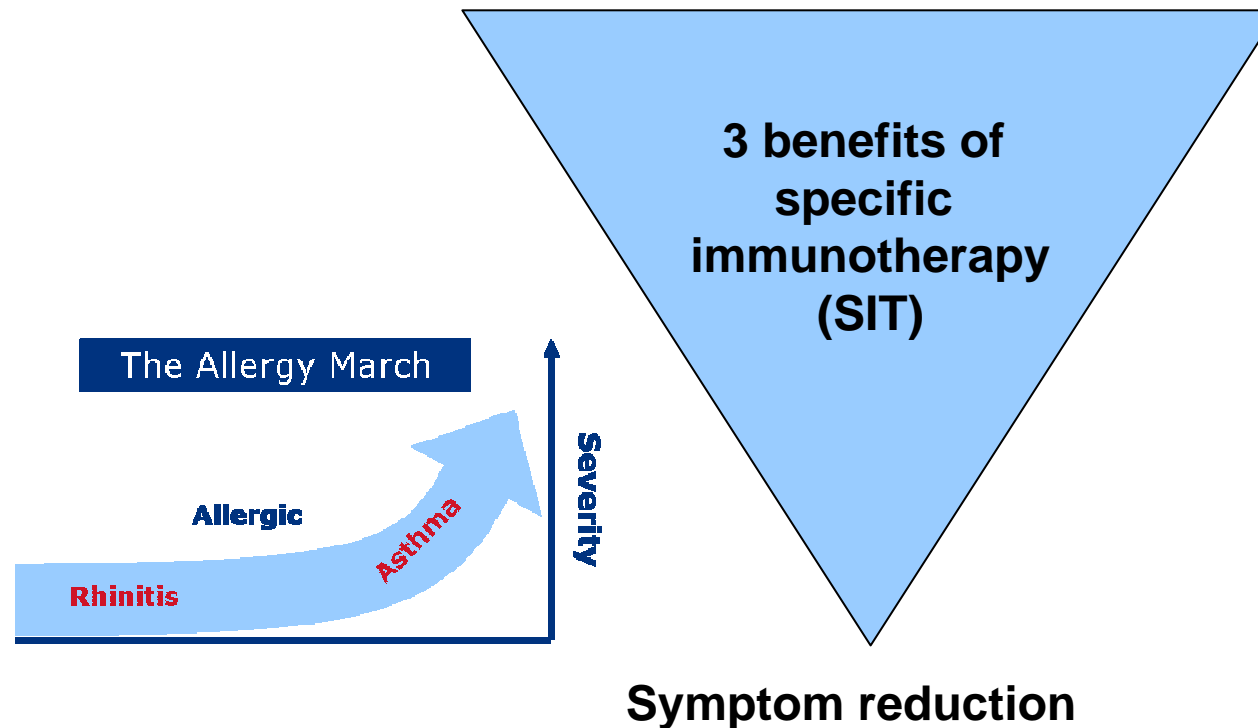 3 benefits of
specific
immunotherapy
(SIT)
The Allergy March
Severity
Allergic
Asthma
Rhinitis
Symptom reduction